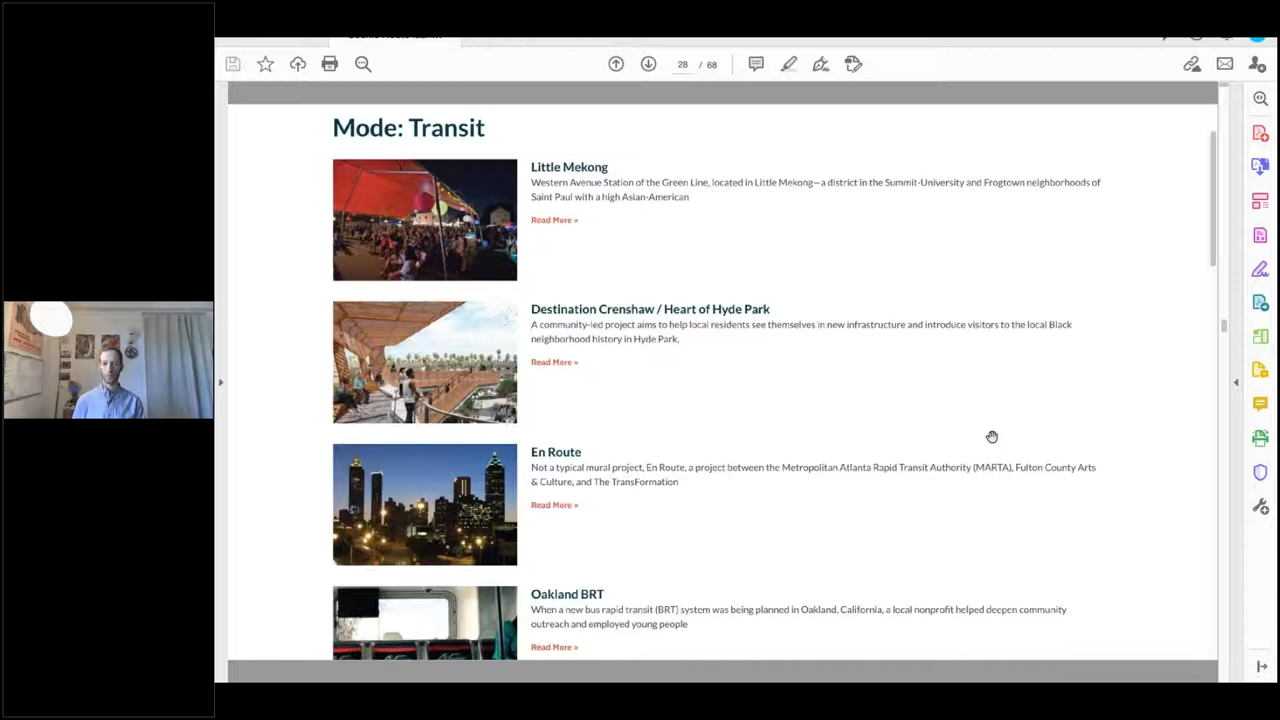 28 / 68
Mode: Transit
Little Mekong
Western Avenue Station of the Green Line, located in Little Mekong—a district in the Summit-University and Frogtown neighborhoods of
Saint Paul with a high Asian-American
Read More »
Destination Crenshaw / Heart of Hyde Park
A community-led project aims to help local residents see themselves in new infrastructure and introduce visitors to the local Black
neighborhood history in Hyde Park,
Read More »
En Route
Not a typical mural project, En Route, a project between the Metropolitan Atlanta Rapid Transit Authority (MARTA), Fulton County Arts
& Culture, and The TransFormation
Read More »
Oakland BRT
When a new bus rapid transit (BRT) system was being planned in Oakland, California, a local nonprofit helped deepen community
outreach and employed young people
Read More »